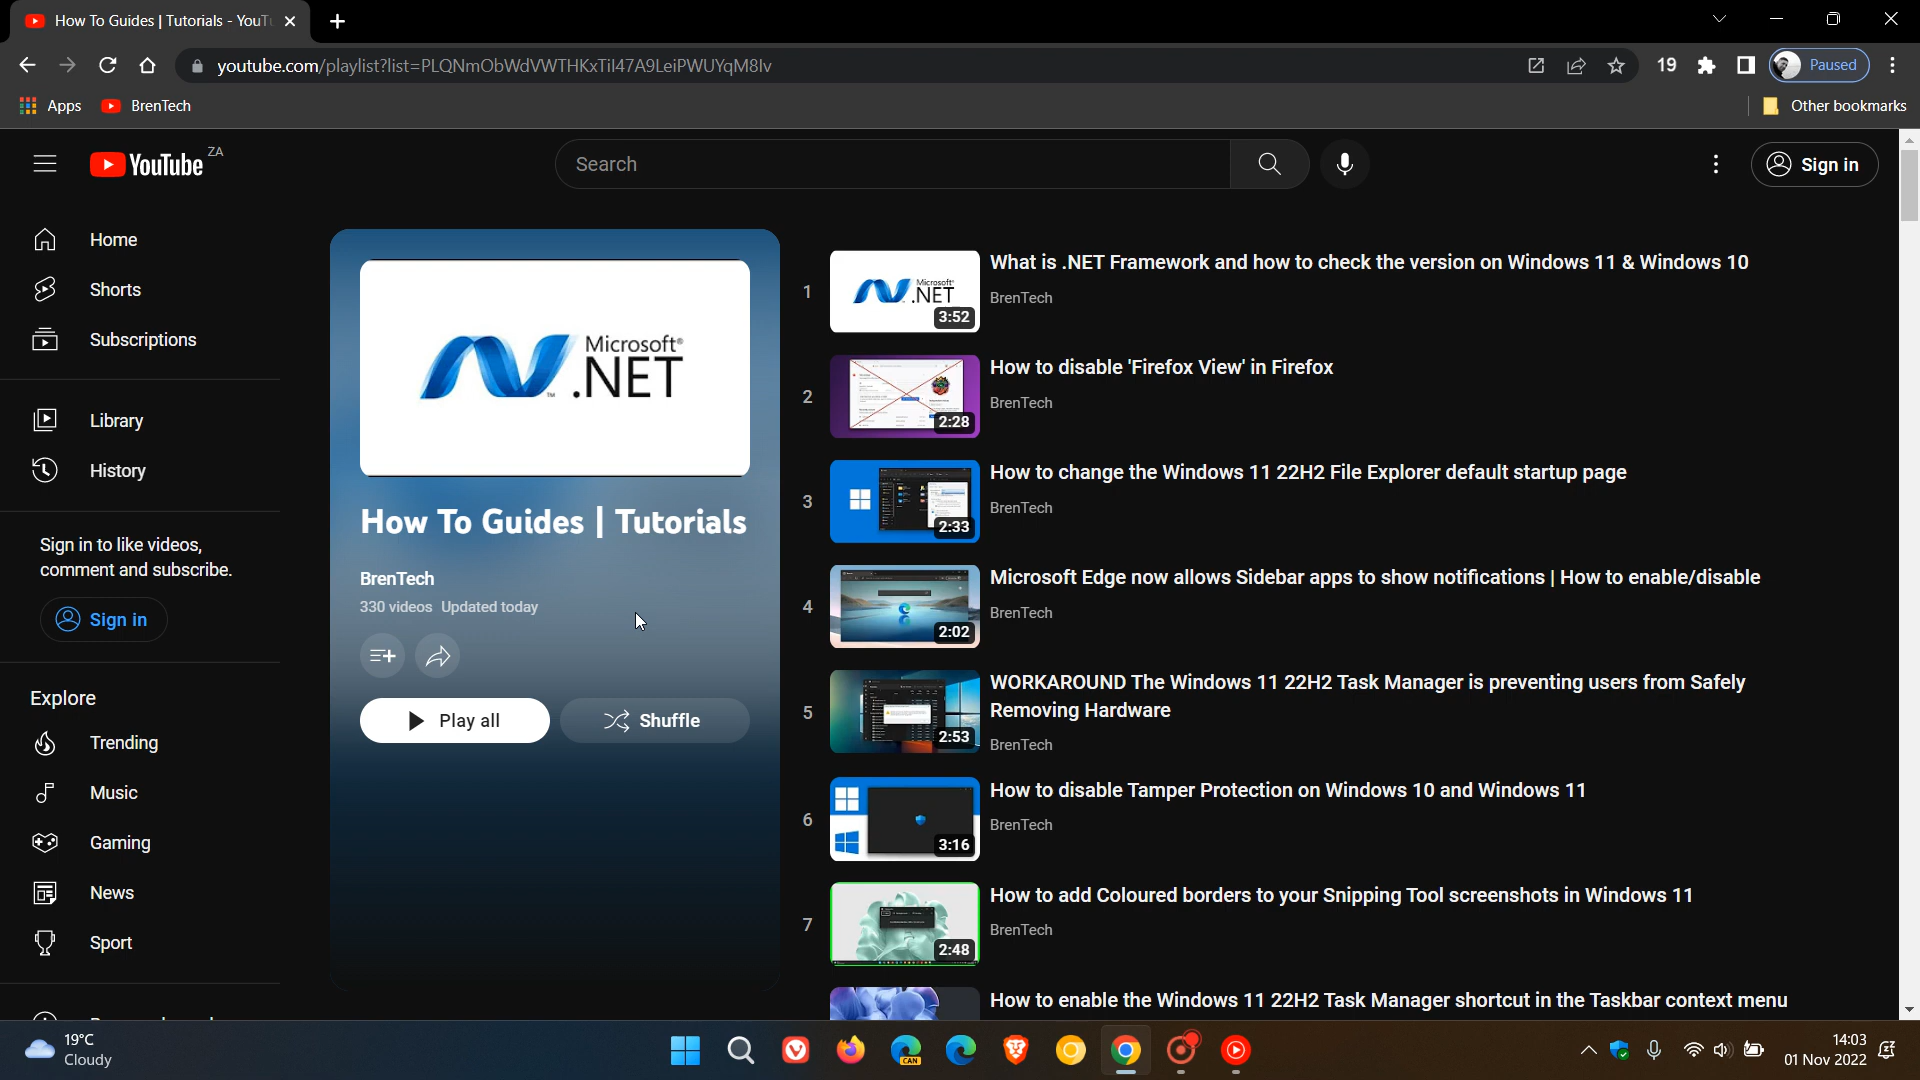 How To Guides | Tutorials - YouT
youtube.com/playlist?list=PLQNmObWdVWTHKxTil47A9LeiPWUYqM8lv
19
Paused
Apps
BrenTech
Other bookmarks
YouTube ZA
Search
Sign in
Home
Shorts
Subscriptions
Library
History
Sign in to like videos,
comment and subscribe.
Sign in
Explore
Trending
Music
Gaming
News
Sport
Microsoft®
.NET
How To Guides | Tutorials
BrenTech
330 videos Updated today
Play all
Shuffle
1
Microsoft®
.NET
3:52
What is .NET Framework and how to check the version on Windows 11 & Windows 10
BrenTech
2
2:28
How to disable 'Firefox View' in Firefox
BrenTech
3
2:33
How to change the Windows 11 22H2 File Explorer default startup page
BrenTech
4
2:02
Microsoft Edge now allows Sidebar apps to show notifications | How to enable/disable
BrenTech
5
2:53
WORKAROUND The Windows 11 22H2 Task Manager is preventing users from Safely
Removing Hardware
BrenTech
6
3:16
How to disable Tamper Protection on Windows 10 and Windows 11
BrenTech
7
2:48
How to add Coloured borders to your Snipping Tool screenshots in Windows 11
BrenTech
How to enable the Windows 11 22H2 Task Manager shortcut in the Taskbar context menu
19°C
Cloudy
CAN
14:03
01 Nov 2022